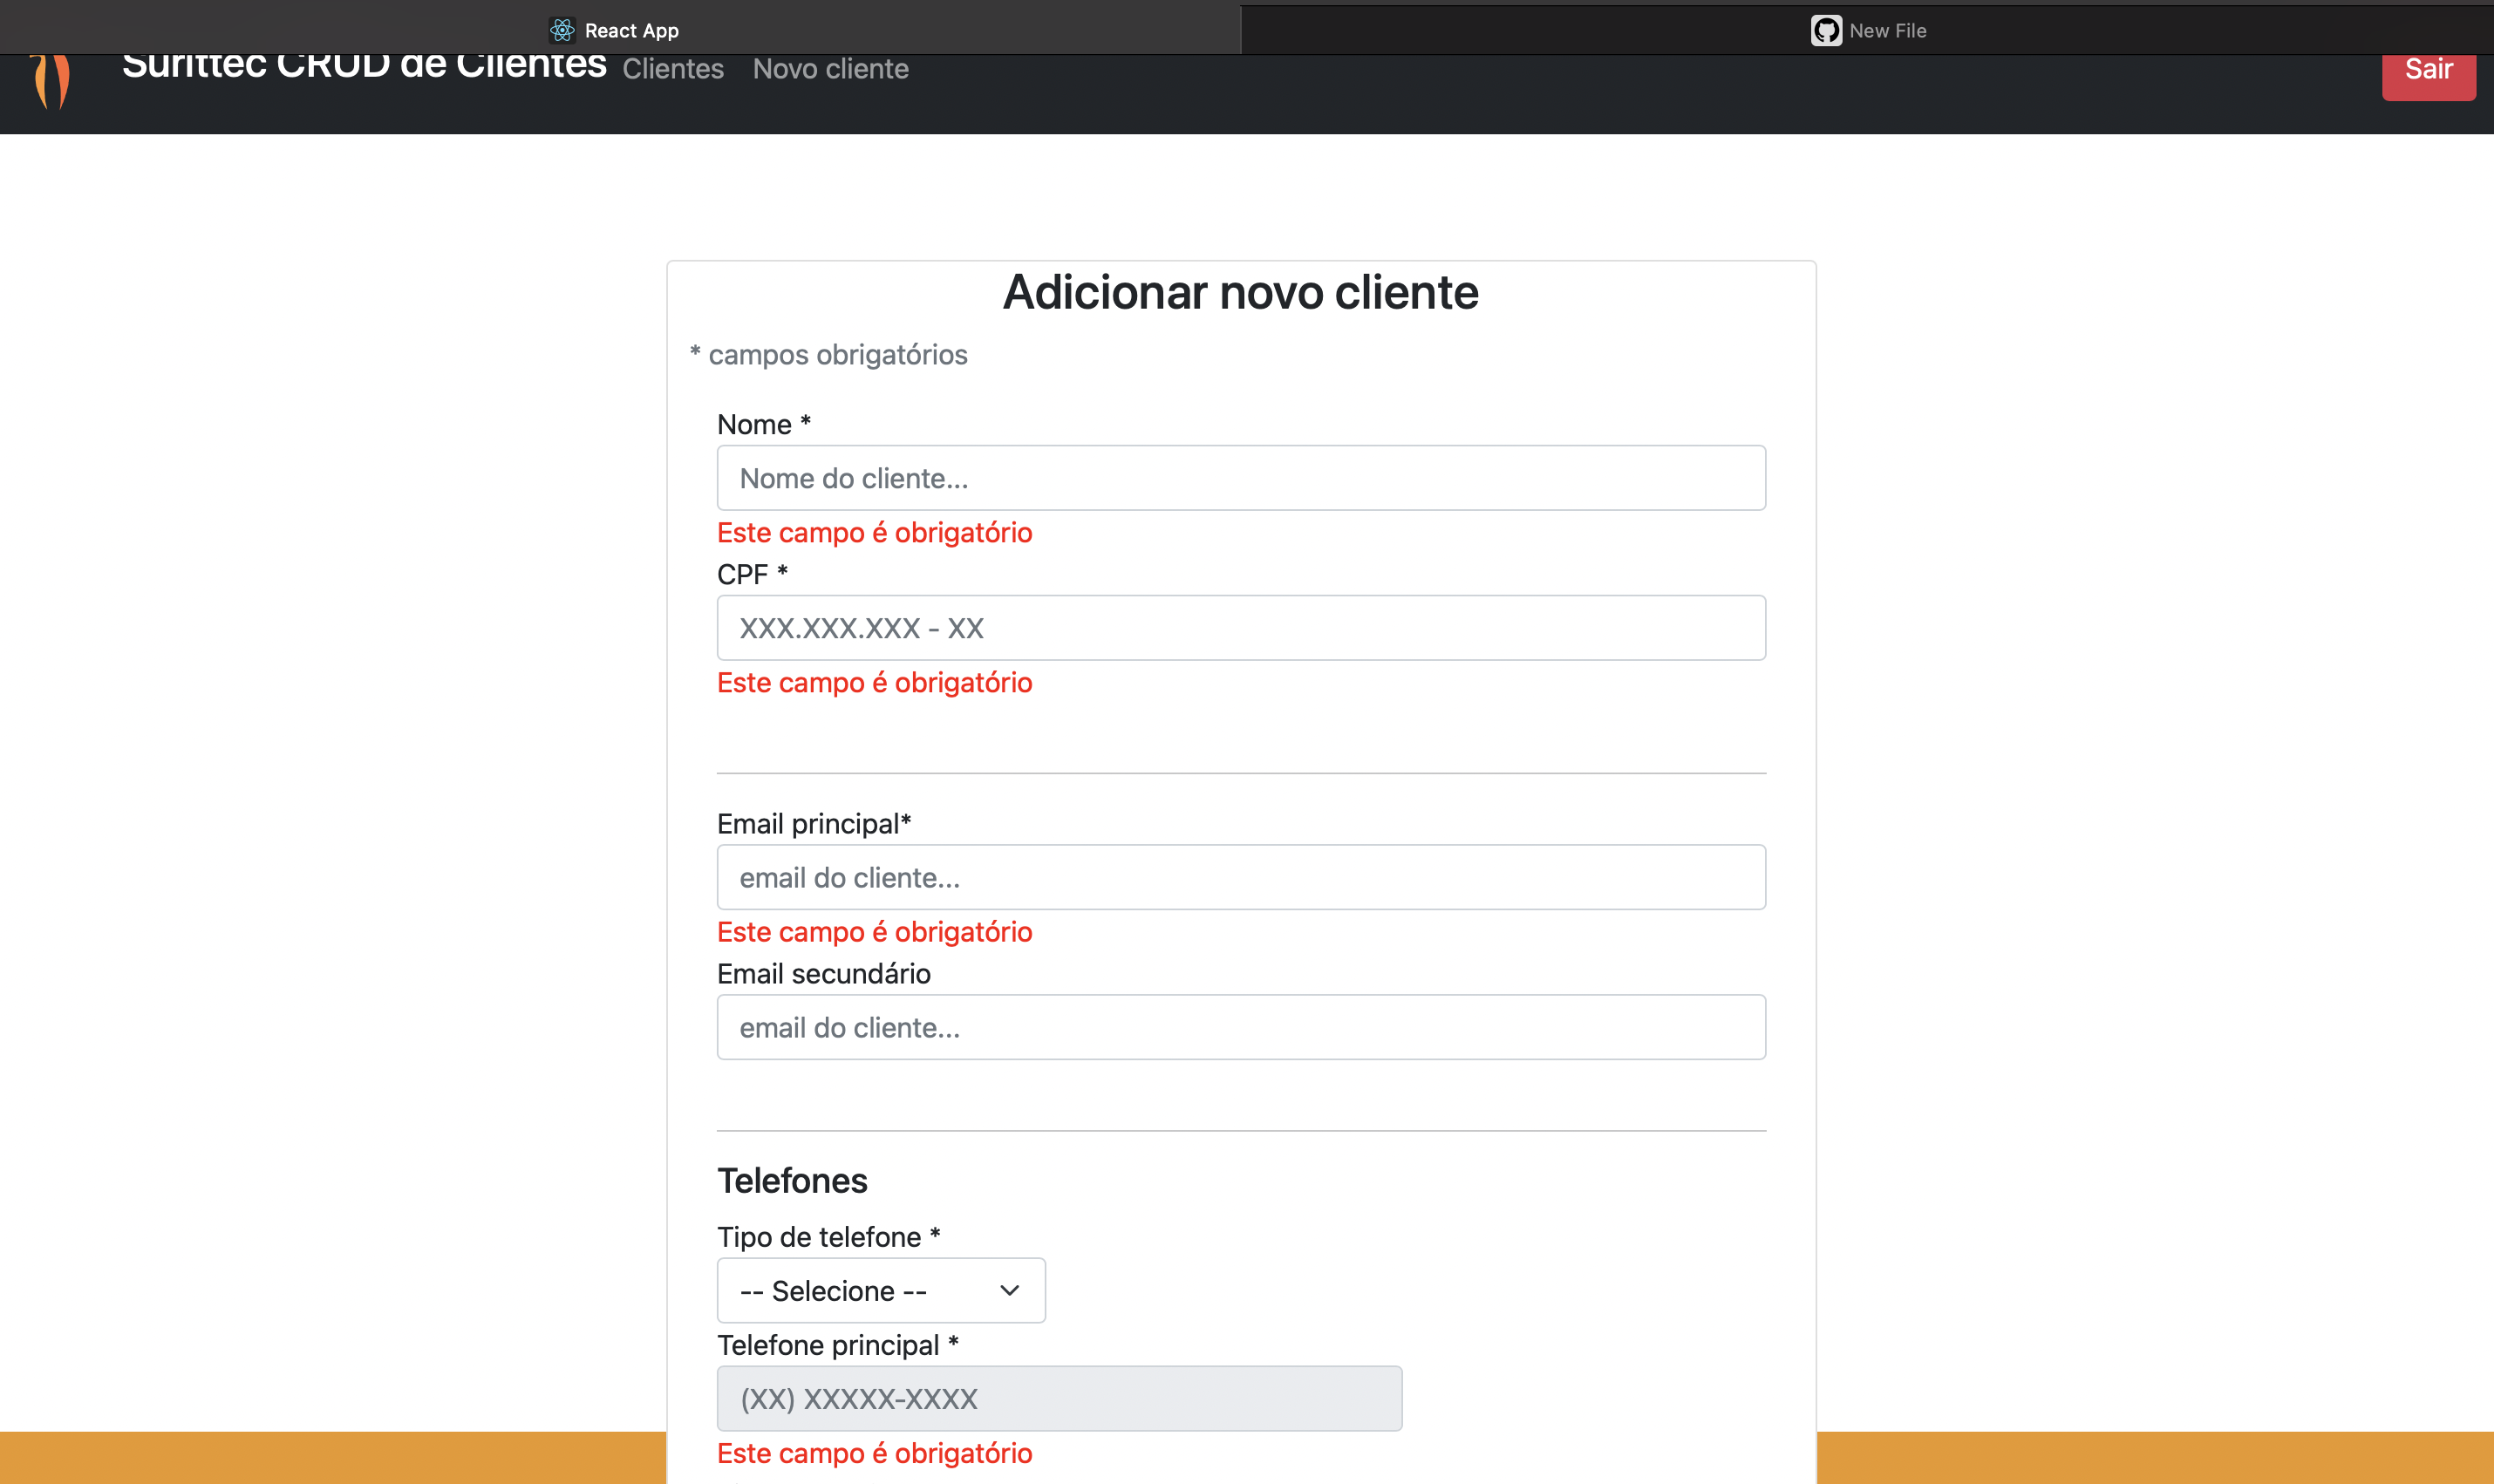 React App
New File
Surittec CRUD de Clientes
Clientes
Novo cliente
Sair
Adicionar novo cliente
* campos obrigatórios
Nome *
Nome do cliente...
Este campo é obrigatório
CPF *
XXX.XXX.XXX - XX
Este campo é obrigatório
Email principal*
email do cliente...
Este campo é obrigatório
Email secundário
email do cliente...
Telefones
Tipo de telefone *
-- Selecione --
Telefone principal *
(XX) XXXXX-XXXX
Este campo é obrigatório